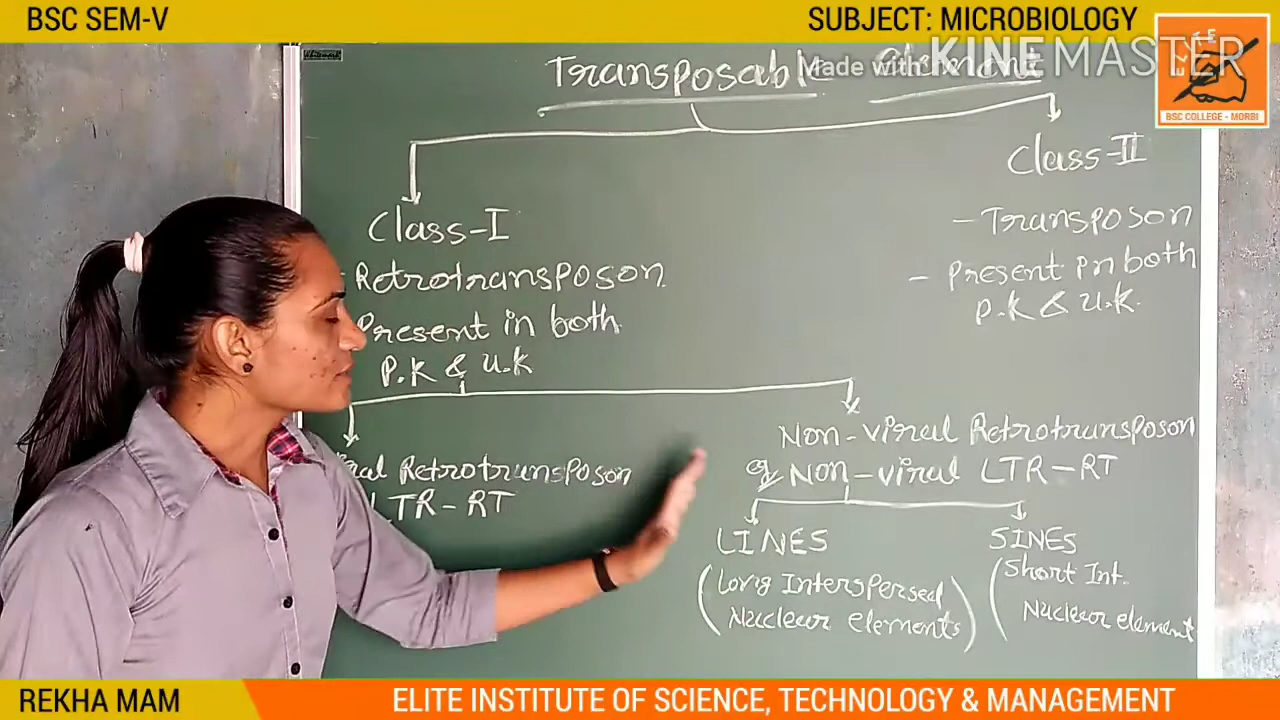 BSC SEM-V
SUBJECT: MICROBIOLOGY
Made with KINEMASTER
BSC COLLEGE - MORBI
Transposable Element
Class-I
- Retrotransposon
Present in both
P.K & U.K
Class-II
- Transposon
- Present in both
P.K & U.K.
Retrotransposon
LTR-RT
Non-viral Retrotransposon
Non-viral LTR-RT
LINES
(Long Interspersed
Nuclear elements)
SINES
(Short Int.
Nuclear element
REKHA MAM
ELITE INSTITUTE OF SCIENCE, TECHNOLOGY & MANAGEMENT